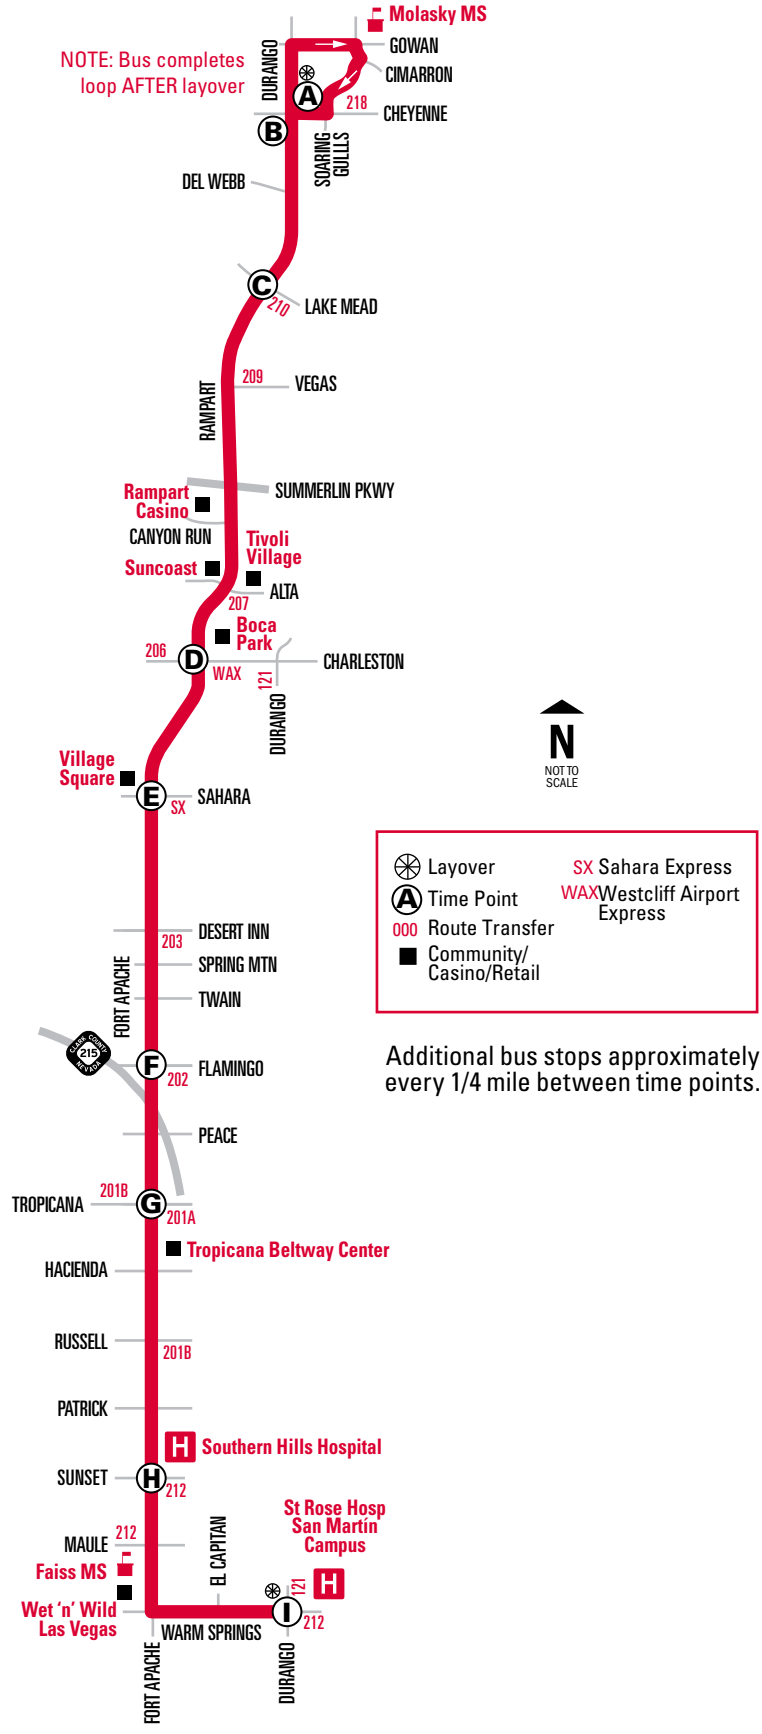 Molasky MS
GOWAN
NOTE: Bus completes
loop AFTER layover
DURANGO
CIMARRON
A
218
CHEYENNE
B
SOARING
GULLLS
DEL WEBB
C
210
LAKE MEAD
209
VEGAS
RAMPART
SUMMERLIN PKWY
Rampart
Casino
CANYON RUN
Tivoli
Village
Suncoast
ALTA
207
Boca
Park
206
D
WAX
121
CHARLESTON
DURANGO
N
NOT TO
SCALE
Village
Square
E
SX
SAHARA
Layover
A Time Point
000 Route Transfer
Community/
Casino/Retail
SX Sahara Express
WAX Westcliff Airport
Express
203
DESERT INN
SPRING MTN
FORT APACHE
TWAIN
CLARK COUNTY
215
NEVADA
F
202
FLAMINGO
Additional bus stops approximately
every 1/4 mile between time points.
PEACE
201B
TROPICANA
G
201A
Tropicana Beltway Center
HACIENDA
RUSSELL
201B
PATRICK
H Southern Hills Hospital
SUNSET
H
212
St Rose Hosp
San Martín
Campus
212
MAULE
EL CAPITAN
Faiss MS
121
H
Wet ‘n’ Wild
Las Vegas
I
212
WARM SPRINGS
FORT APACHE
DURANGO